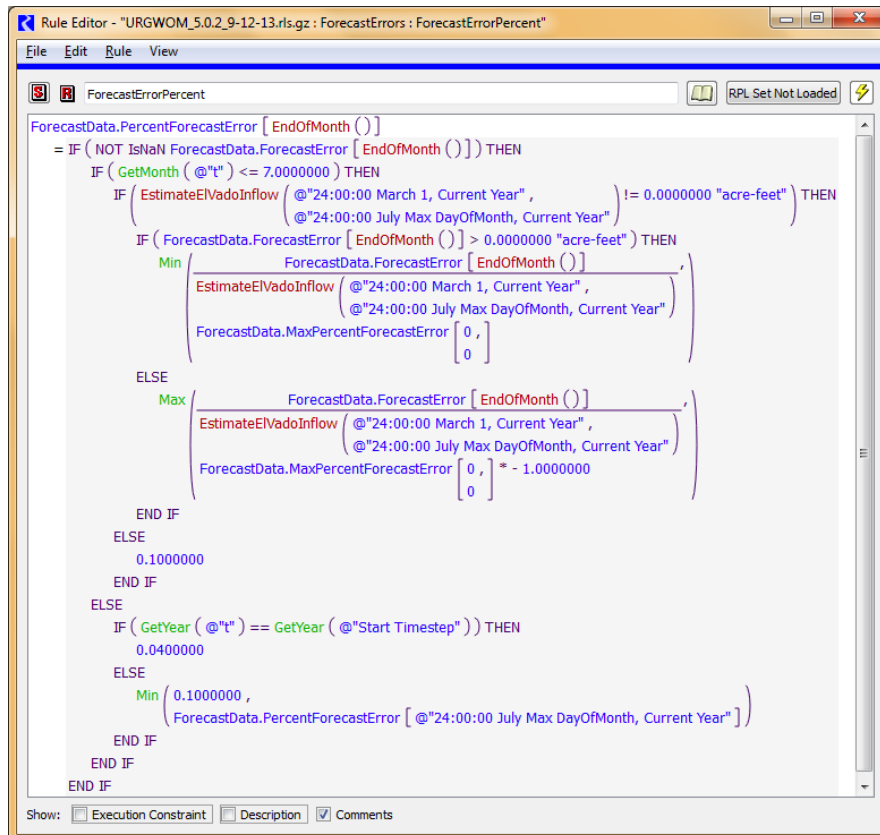 Rule Editor - "URGWOM_5.0.2_9-12-13.rls.gz : ForecastErrors : ForecastErrorPercent"
File Edit Rule View
S R ForecastErrorPercent RPL Set Not Loaded
ForecastData.PercentForecastError [ EndOfMonth () ]
= IF ( NOT IsNaN ForecastData.ForecastError [ EndOfMonth () ] ) THEN
IF ( GetMonth ( @"t" ) <= 7.0000000 ) THEN
IF ( EstimateElVadoInflow ( @"24:00:00 March 1, Current Year" ,
@"24:00:00 July Max DayOfMonth, Current Year" ) != 0.0000000 "acre-feet" ) THEN
IF ( ForecastData.ForecastError [ EndOfMonth () ] > 0.0000000 "acre-feet" ) THEN
Min ( ForecastData.ForecastError [ EndOfMonth () ] ,
EstimateElVadoInflow ( @"24:00:00 March 1, Current Year" ,
@"24:00:00 July Max DayOfMonth, Current Year" )
ForecastData.MaxPercentForecastError [ 0 ,
0 ] )
ELSE
Max ( ForecastData.ForecastError [ EndOfMonth () ] ,
EstimateElVadoInflow ( @"24:00:00 March 1, Current Year" ,
@"24:00:00 July Max DayOfMonth, Current Year" )
ForecastData.MaxPercentForecastError [ 0 , ] * - 1.0000000
0 )
END IF
ELSE
0.1000000
END IF
ELSE
IF ( GetYear ( @"t" ) == GetYear ( @"Start Timestep" ) ) THEN
0.0400000
ELSE
Min ( 0.1000000 ,
ForecastData.PercentForecastError [ @"24:00:00 July Max DayOfMonth, Current Year" ] )
END IF
END IF
END IF
Show: Execution Constraint Description Comments